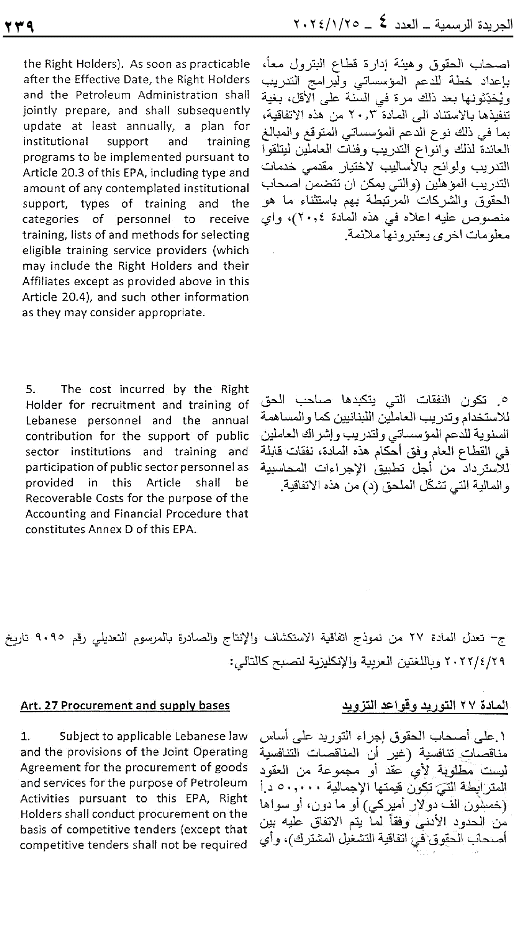 الجريدة الرسمية – العدد ٤ – ٢٠٢٤/١/٢٥
٢٣٩
the Right Holders). As soon as practicable
after the Effective Date, the Right Holders
and the Petroleum Administration shall
jointly prepare, and shall subsequently
update at least annually, a plan for
institutional support and training
programs to be implemented pursuant to
Article 20.3 of this EPA, including type and
amount of any contemplated institutional
support, types of training and the
categories of personnel to receive
training, lists of and methods for selecting
eligible training service providers (which
may include the Right Holders and their
Affiliates except as provided above in this
Article 20.4), and such other information
as they may consider appropriate.
اصحاب الحقوق وهيئة إدارة قطاع البترول معاً،
بإعداد خطة للدعم المؤسساتي ولبرامج التدريب
ويُحَدِّثونها بعد ذلك مرة في السنة على الأقل، بغية
تنفيذها بالاستناد الى المادة ٢٠,٣ من هذه الاتفاقية،
بما في ذلك نوع الدعم المؤسساتي المتوقع والمبالغ
العائدة لذلك وانواع التدريب وفئات العاملين ليتلقوا
التدريب ولوائح بالأساليب لاختيار مقدمي خدمات
التدريب المؤهلين (والتي يمكن ان تتضمن اصحاب
الحقوق والشركات المرتبطة بهم باستثناء ما هو
منصوص عليه اعلاه في هذه المادة ٢٠,٤)، واي
معلومات اخرى يعتبرونها ملائمة.
5. The cost incurred by the Right
Holder for recruitment and training of
Lebanese personnel and the annual
contribution for the support of public
sector institutions and training and
participation of public sector personnel as
provided in this Article shall be
Recoverable Costs for the purpose of the
Accounting and Financial Procedure that
constitutes Annex D of this EPA.
٥. تكون النفقات التي يتكبدها صاحب الحق
للاستخدام وتدريب العاملين اللبنانيين كما والمساهمة
السنوية للدعم المؤسساتي ولتدريب وإشراك العاملين
في القطاع العام وفق أحكام هذه المادة، نفقات قابلة
للاسترداد من أجل تطبيق الإجراءات المحاسبية
والمالية التي تشكّل الملحق (د) من هذه الاتفاقية.
ج- تعدل المادة ٢٧ من نموذج اتفاقية الاستكشاف والإنتاج والصادرة بالمرسوم التعديلي رقم ٩٠٩٥ تاريخ
٢٠٢٢/٤/٢٩ وباللغتين العربية والإنكليزية لتصبح كالتالي:
Art. 27 Procurement and supply bases
1. Subject to applicable Lebanese law
and the provisions of the Joint Operating
Agreement for the procurement of goods
and services for the purpose of Petroleum
Activities pursuant to this EPA, Right
Holders shall conduct procurement on the
basis of competitive tenders (except that
competitive tenders shall not be required
المادة ٢٧ التوريد وقواعد التزويد
١.على أصحاب الحقوق إجراء التوريد على أساس
مناقصات تنافسية (غير أن المناقصات التنافسية
ليست مطلوبة لأي عقد أو مجموعة من العقود
المترابطة التي تكون قيمتها الإجمالية ٥٠,٠٠٠ د.أ
(خمسون الف دولار أميركي) أو ما دون، أو سواها
من الحدود الأدنى وفقاً لما يتم الاتفاق عليه بين
أصحاب الحقوق في اتفاقية التشغيل المشترك)، وأي